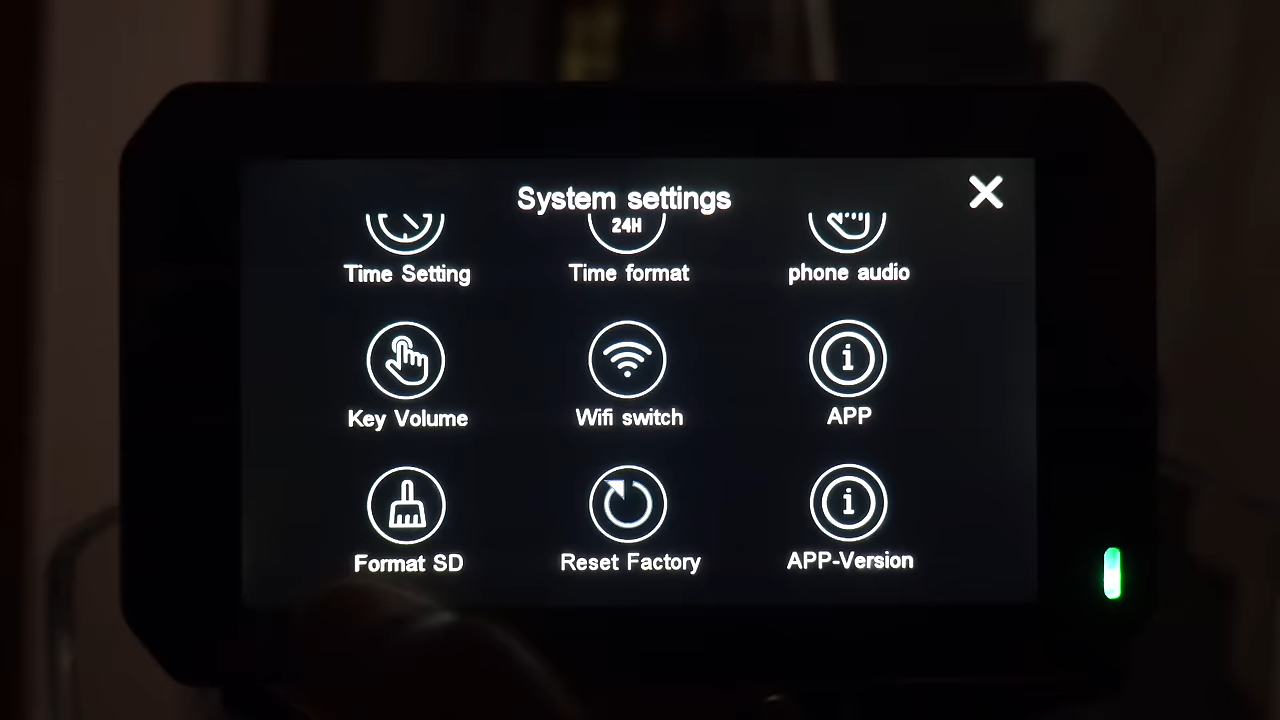 System settings
24H
Time Setting
Time format
phone audio
Key Volume
Wifi switch
APP
Format SD
Reset Factory
APP-Version